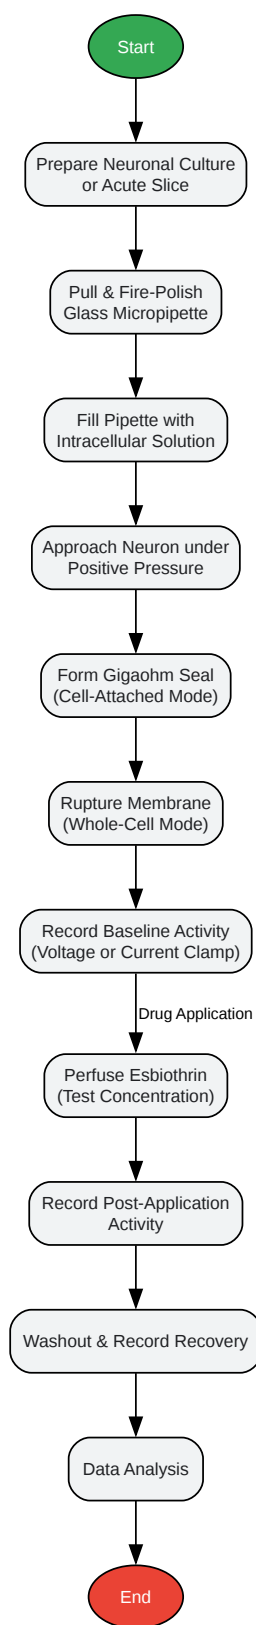 Start
Prepare Neuronal Culture
or Acute Slice
Pull & Fire-Polish
Glass Micropipette
Fill Pipette with
Intracellular Solution
Approach Neuron under
Positive Pressure
Form Gigaohm Seal
(Cell-Attached Mode)
Rupture Membrane
(Whole-Cell Mode)
Record Baseline Activity
(Voltage or Current Clamp)
Drug Application
Perfuse Esbiothrin
(Test Concentration)
Record Post-Application
Activity
Washout & Record Recovery
Data Analysis
End